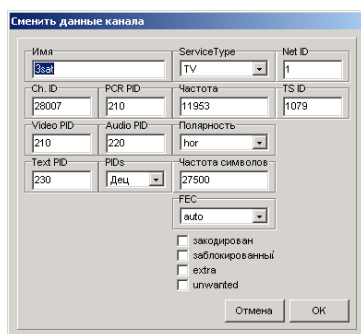 Сменить данные канала
Имя ServiceType Net ID
3sat TV 1
Ch. ID PCR PID Частота TS ID
28007 210 11953 1079
Video PID Audio PID Полярность
210 220 hor
Text PID PIDs Частота символов
230 Дец 27500
FEC
auto
закодирован
заблокированный
extra
unwanted
Отмена OK